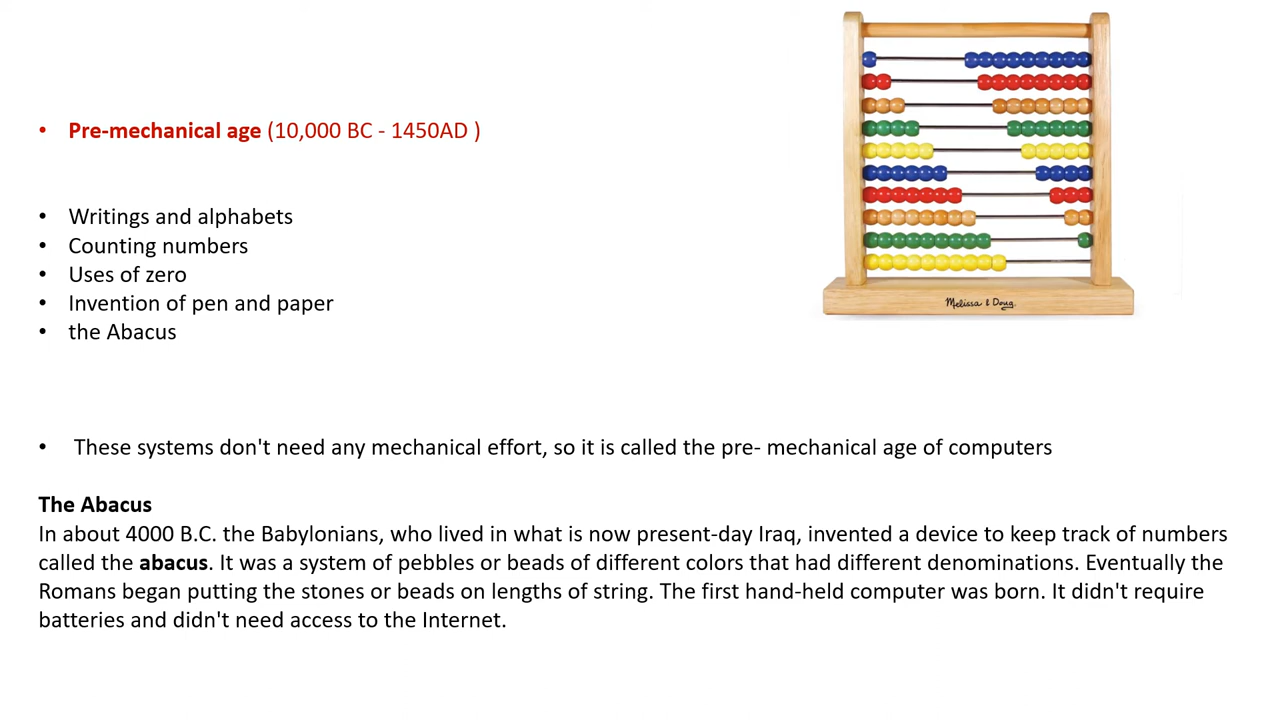 • Pre-mechanical age (10,000 BC - 1450AD )
• Writings and alphabets
• Counting numbers
• Uses of zero
• Invention of pen and paper
• the Abacus
Melissa & Doug.
• These systems don't need any mechanical effort, so it is called the pre- mechanical age of computers
The Abacus
In about 4000 B.C. the Babylonians, who lived in what is now present-day Iraq, invented a device to keep track of numbers
called the abacus. It was a system of pebbles or beads of different colors that had different denominations. Eventually the
Romans began putting the stones or beads on lengths of string. The first hand-held computer was born. It didn't require
batteries and didn't need access to the Internet.